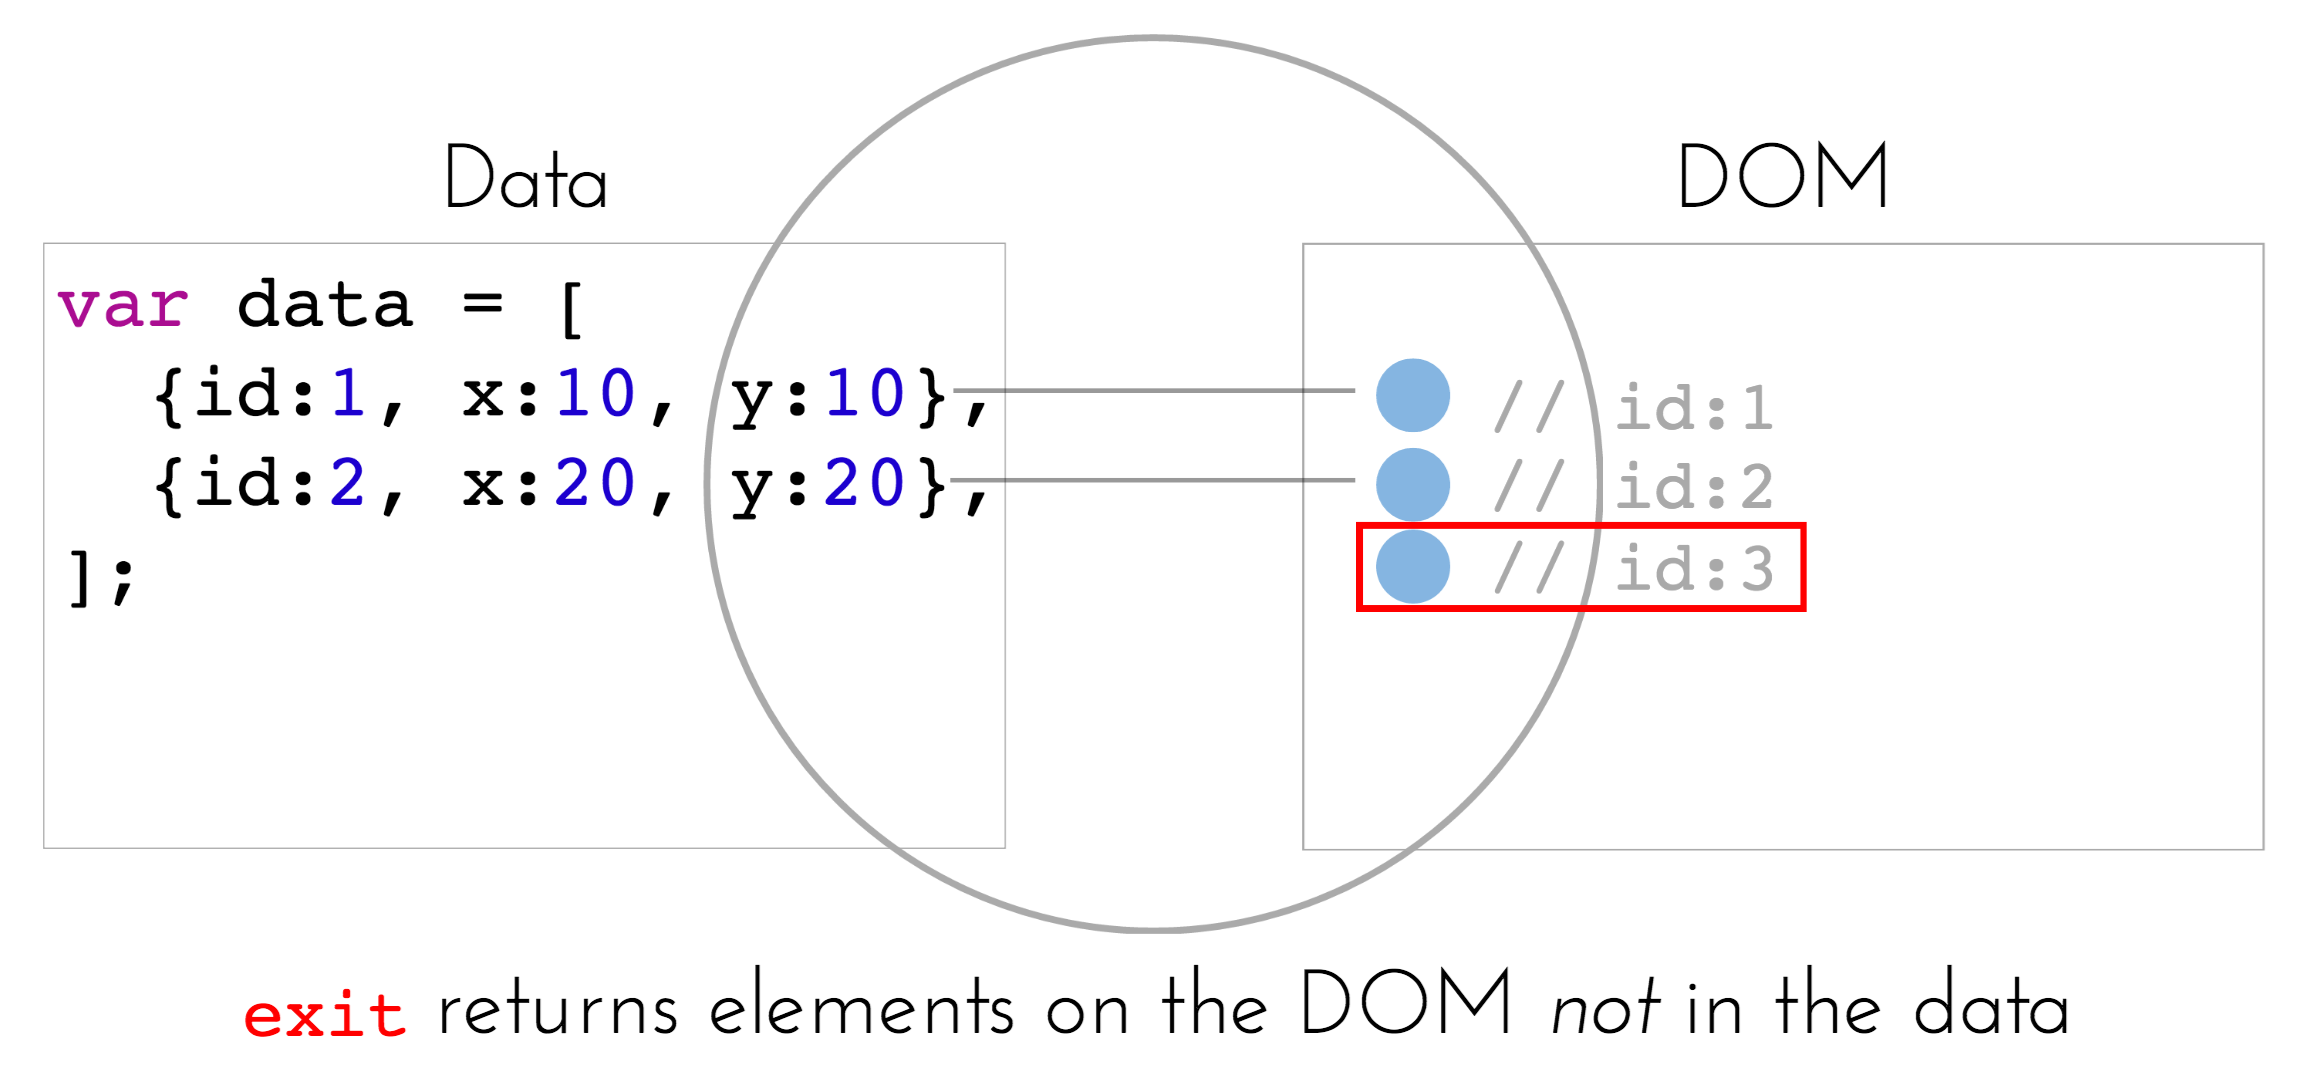 Data
DOM
var data = [
{id:1, x:10, y:10},
{id:2, x:20, y:20},
];
// id:1
// id:2
// id:3
exit returns elements on the DOM not in the data